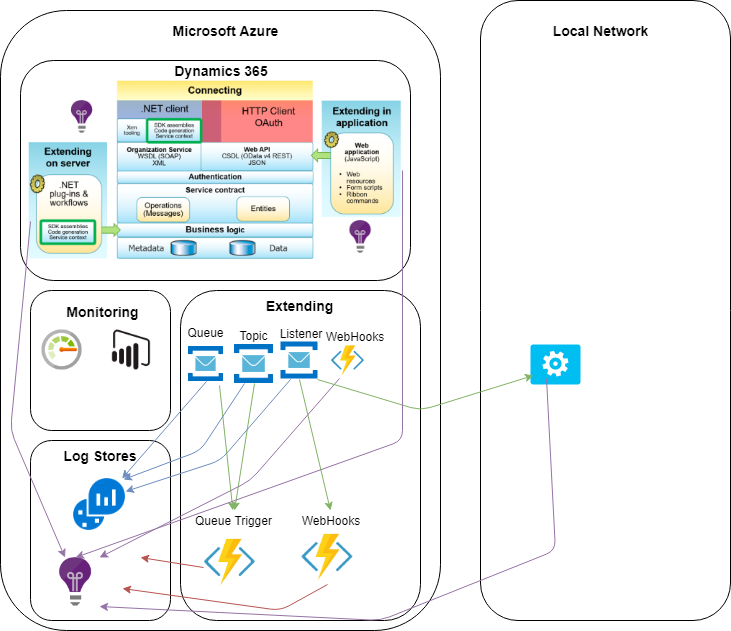 Microsoft Azure
Local Network
Dynamics 365
Connecting
.NET client
HTTP Client
OAuth
Xrm
tooling
SDK assemblies
Code generation
Service context
Extending in
application
Extending
on server
Organization Service
WSDL (SOAP)
XML
Web API
CSDL (OData v4 REST)
JSON
Web
application
(JavaScript)
• Web
resources
• Form scripts
• Ribbon
commands
.NET
plug-ins &
workflows
SDK assemblies
Code generation
Service context
Authentication
Service contract
Operations
(Messages)
Entities
Business logic
Metadata
Data
Monitoring
Extending
Queue
Topic
Listener
WebHooks
Log Stores
Queue Trigger
WebHooks